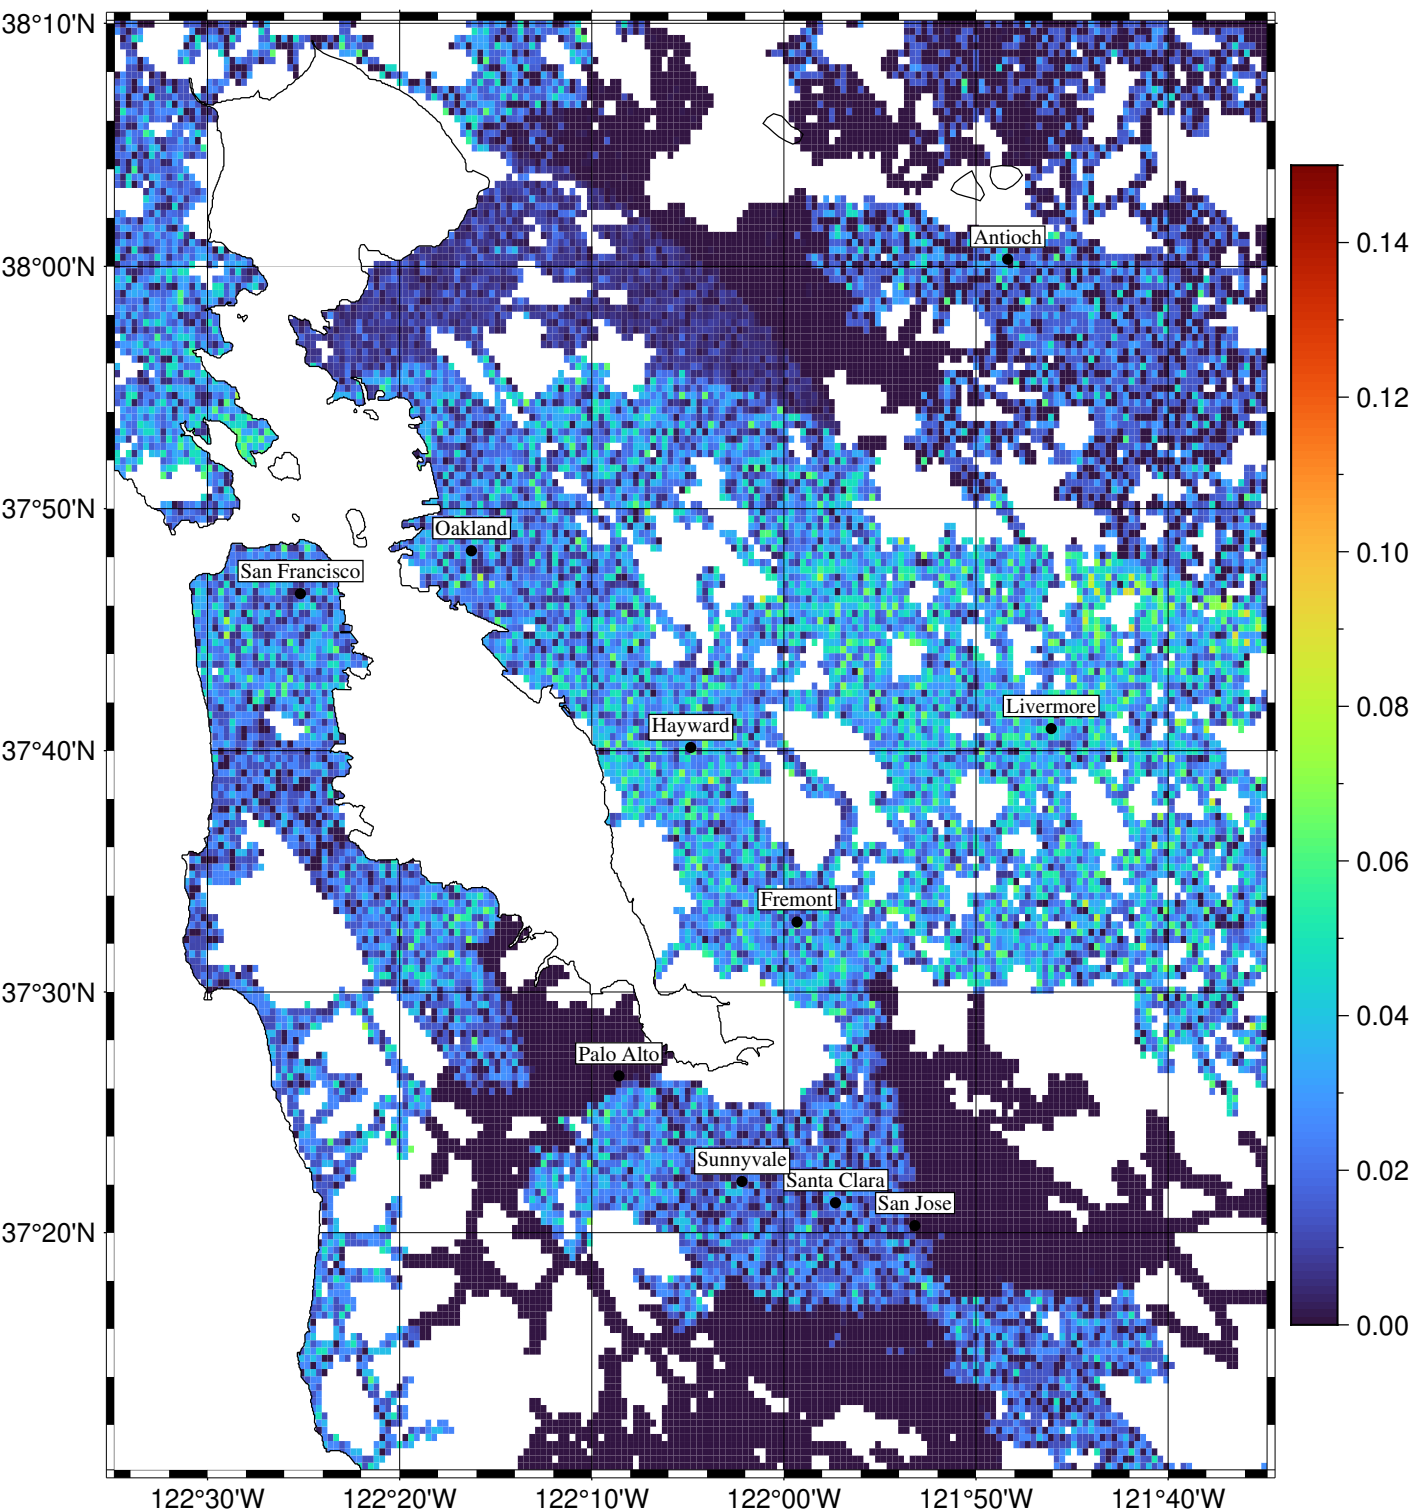 38°10'N
38°00'N
37°50'N
37°40'N
37°30'N
37°20'N
Antioch
Oakland
San Francisco
Livermore
Hayward
Fremont
Palo Alto
Sunnyvale
Santa Clara
San Jose
122°30'W
122°20'W
122°10'W
122°00'W
121°50'W
121°40'W
0.14
0.12
0.10
0.08
0.06
0.04
0.02
0.00